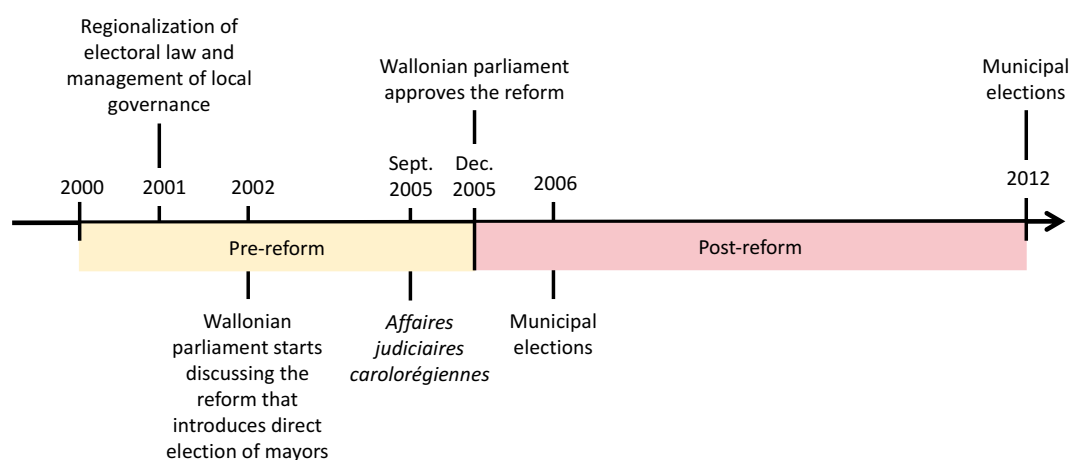 Regionalization of
electoral law and
management of local
governance
Wallonian parliament
approves the reform
Municipal
elections
2000
2001
2002
Sept.
2005
Dec.
2005
2006
2012
Pre-reform
Post-reform
Wallonian
parliament starts
discussing the
reform that
introduces direct
election of mayors
Affaires
judiciaires
carolorégiennes
Municipal
elections